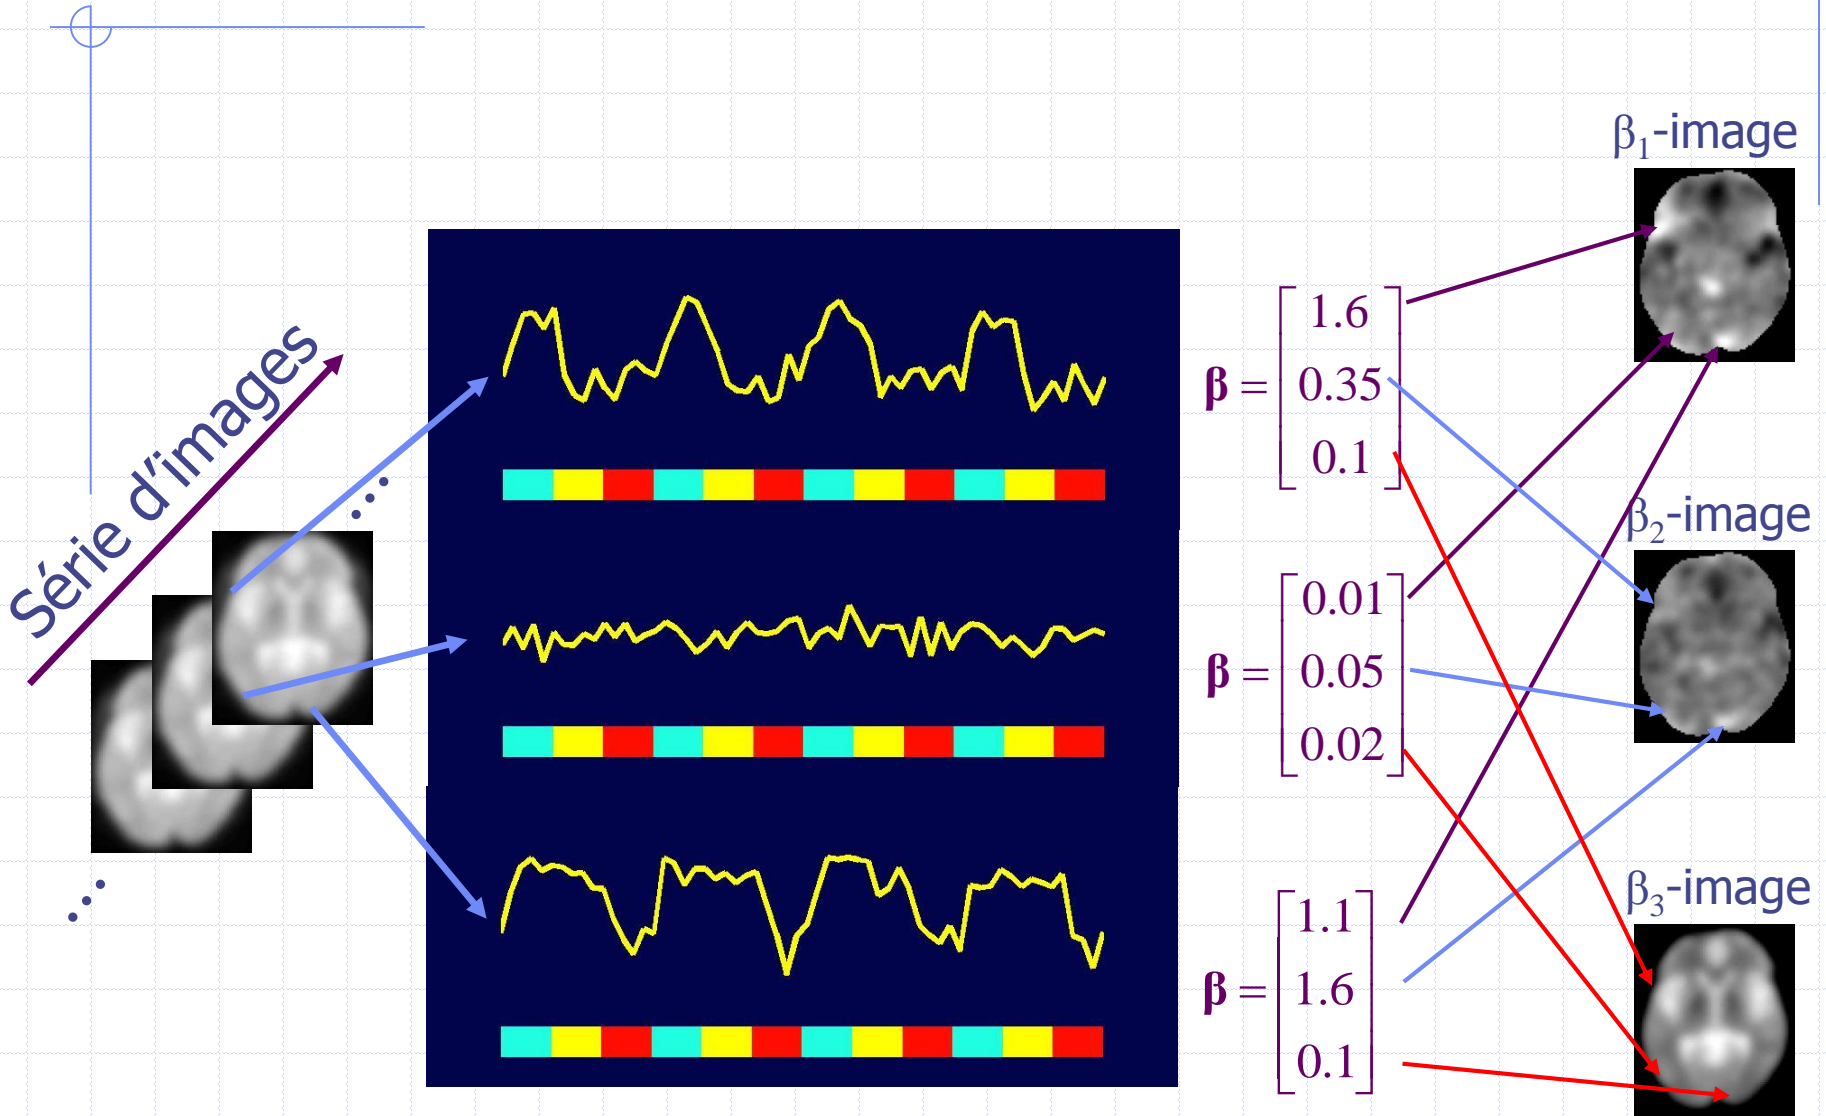 Série d'images
...
...
β = [1.6
0.35
0.1]
β = [0.01
0.05
0.02]
β = [1.1
1.6
0.1]
β₁-image
β₂-image
β₃-image